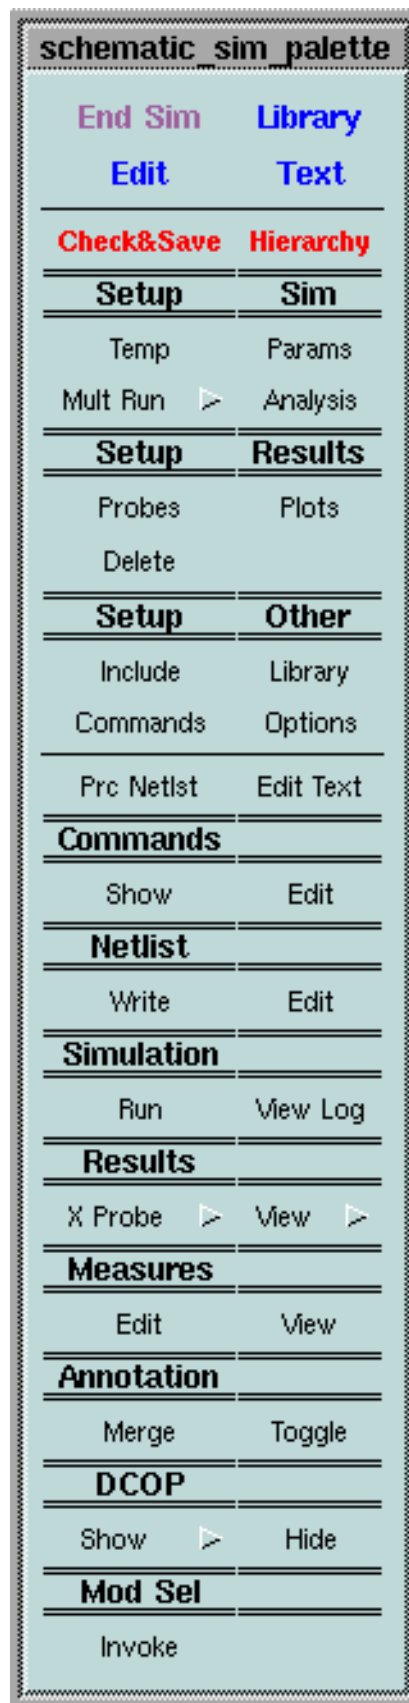 schematic_sim_palette
End Sim Library
Edit Text
Check&Save Hierarchy
Setup Sim
Temp Params
Mult Run Analysis
Setup Results
Probes Plots
Delete
Setup Other
Include Library
Commands Options
Prc Netlst Edit Text
Commands
Show Edit
Netlist
Write Edit
Simulation
Run View Log
Results
X Probe View
Measures
Edit View
Annotation
Merge Toggle
DCOP
Show Hide
Mod Sel
Invoke